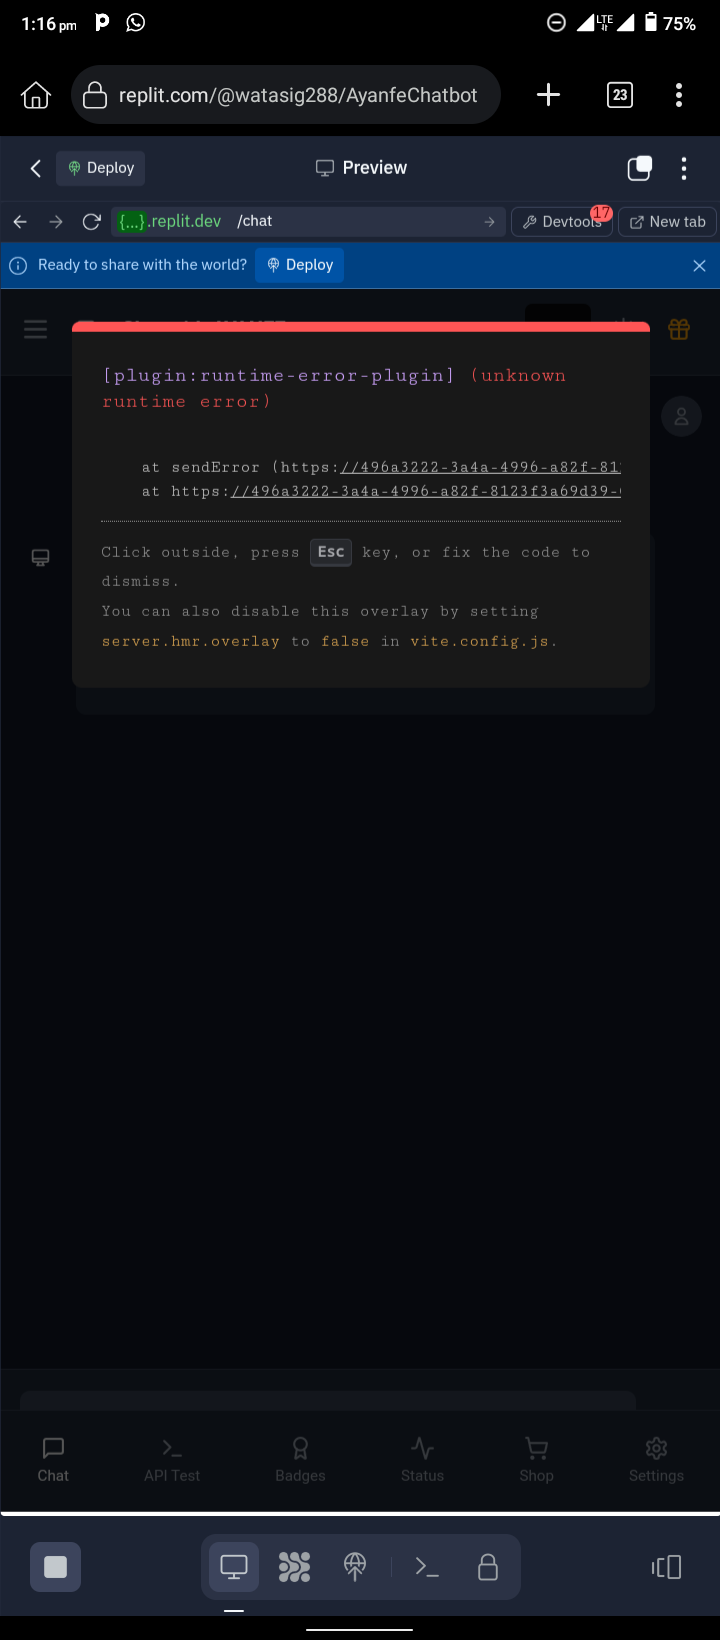 1:16 pm
LTE
75%
replit.com/@watasig288/AyanfeChatbot
23
Deploy
Preview
{...}.replit.dev /chat
Devtools
17
New tab
Ready to share with the world?
Deploy
[plugin:runtime-error-plugin] (unknown
runtime error)
at sendError (https://496a3222-3a4a-4996-a82f-81
at https://496a3222-3a4a-4996-a82f-8123f3a69d39-
Click outside, press Esc key, or fix the code to
dismiss.
You can also disable this overlay by setting
server.hmr.overlay to false in vite.config.js.
Chat
API Test
Badges
Status
Shop
Settings